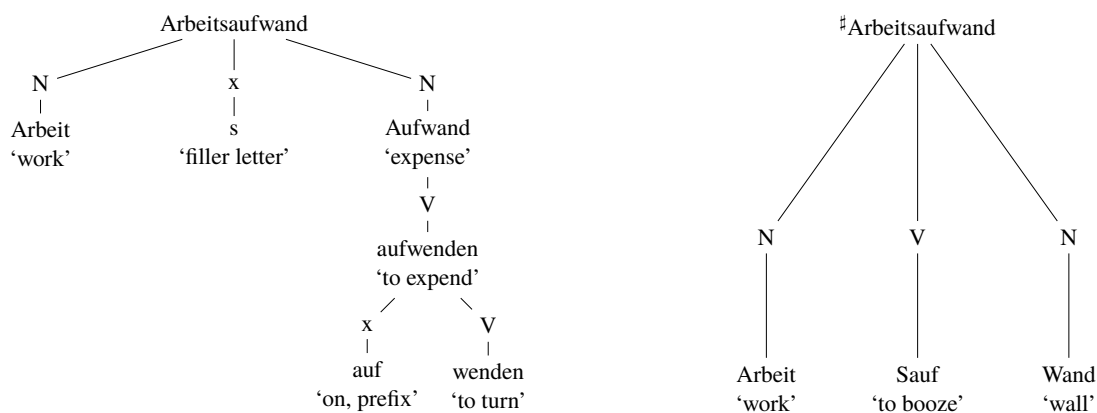 Arbeitsaufwand
N x N
Arbeit s Aufwand
‘work’ ‘filler letter’ ‘expense’
V
aufwenden
‘to expend’
x V
auf wenden
‘on, prefix’ ‘to turn’
♯Arbeitsaufwand
N V N
Arbeit Sauf Wand
‘work’ ‘to booze’ ‘wall’